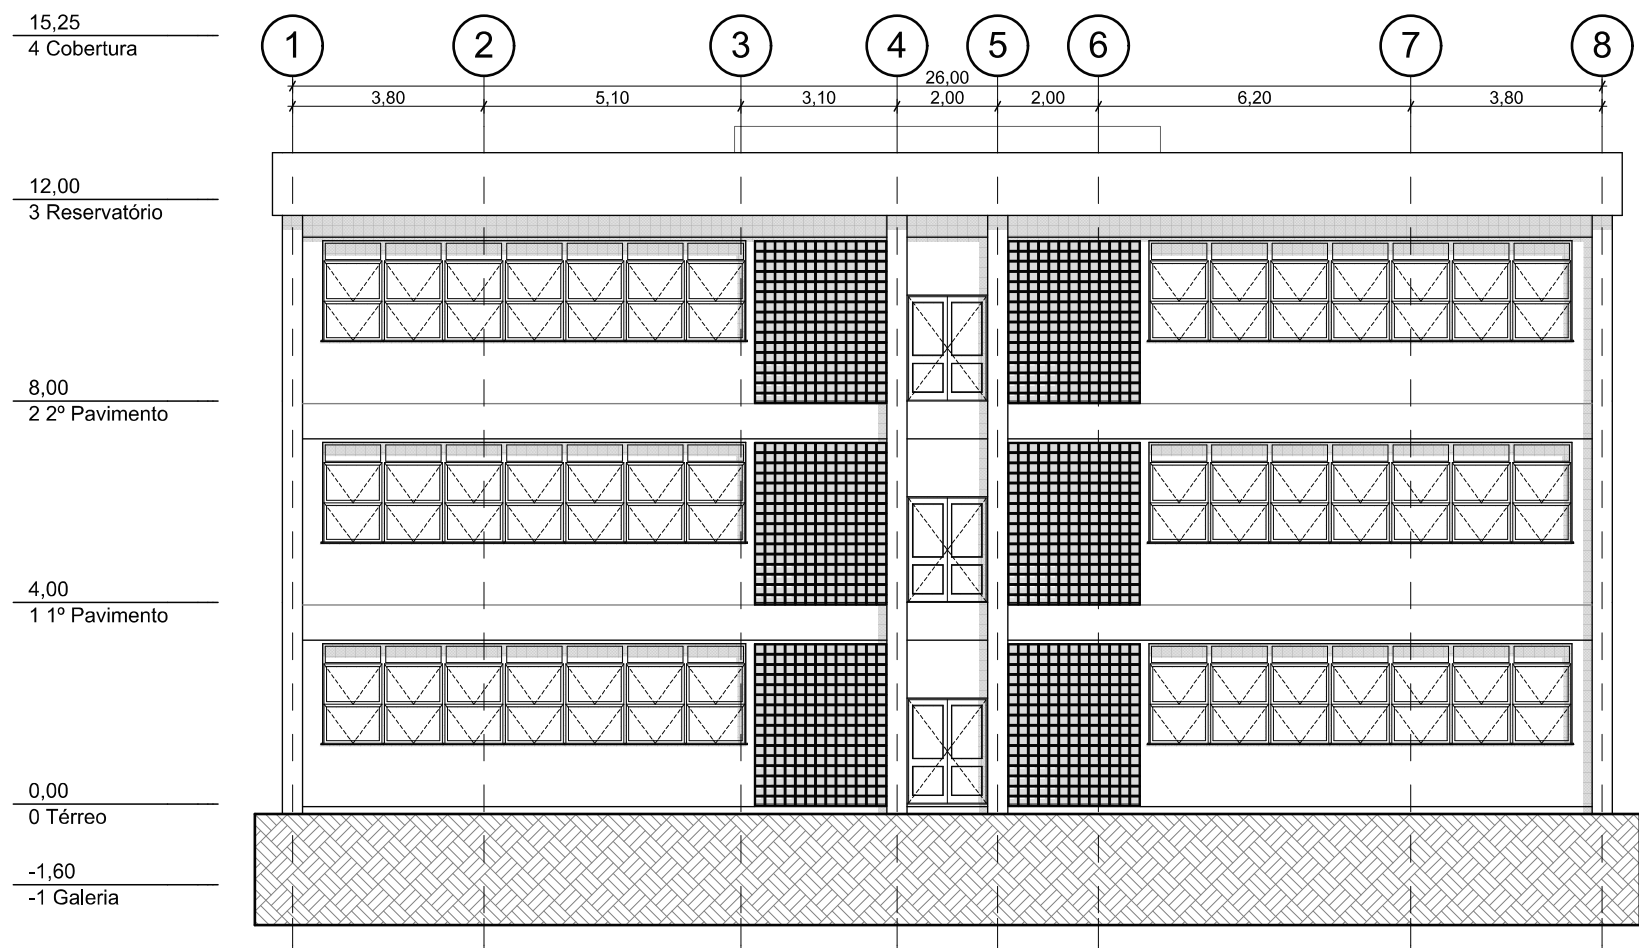 15,25
4 Cobertura
1 2 3 4 5 6 7 8
26,00
3,80 5,10 3,10 2,00 2,00 6,20 3,80
12,00
3 Reservatório
8,00
2 2º Pavimento
4,00
1 1º Pavimento
0,00
0 Térreo
-1,60
-1 Galeria